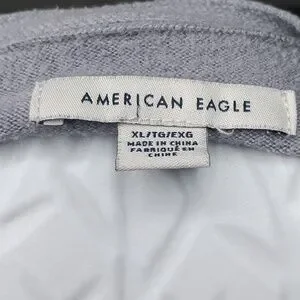 AMERICAN EAGLE
XL/TG/EXG
MADE IN CHINA
FABRIQUÉ EN
CHINE